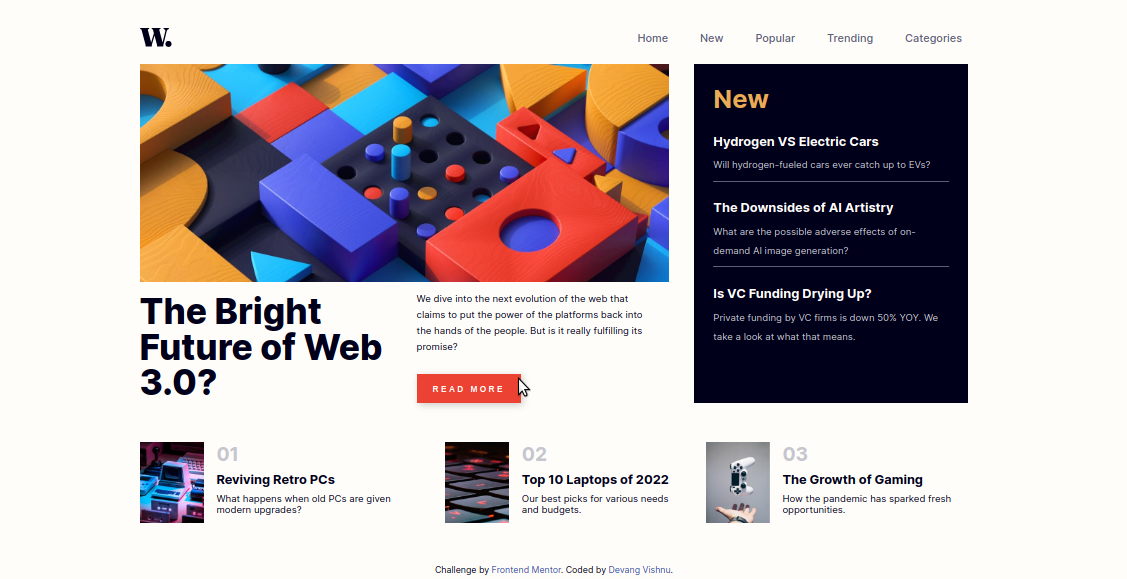 W.
Home New Popular Trending Categories
The Bright
Future of Web
3.0?
We dive into the next evolution of the web that
claims to put the power of the platforms back into
the hands of the people. But is it really fulfilling its
promise?
READ MORE
New
Hydrogen VS Electric Cars
Will hydrogen-fueled cars ever catch up to EVs?
The Downsides of AI Artistry
What are the possible adverse effects of on-
demand AI image generation?
Is VC Funding Drying Up?
Private funding by VC firms is down 50% YOY. We
take a look at what that means.
01
Reviving Retro PCs
What happens when old PCs are given
modern upgrades?
02
Top 10 Laptops of 2022
Our best picks for various needs
and budgets.
03
The Growth of Gaming
How the pandemic has sparked fresh
opportunities.
Challenge by Frontend Mentor. Coded by Devang Vishnu.